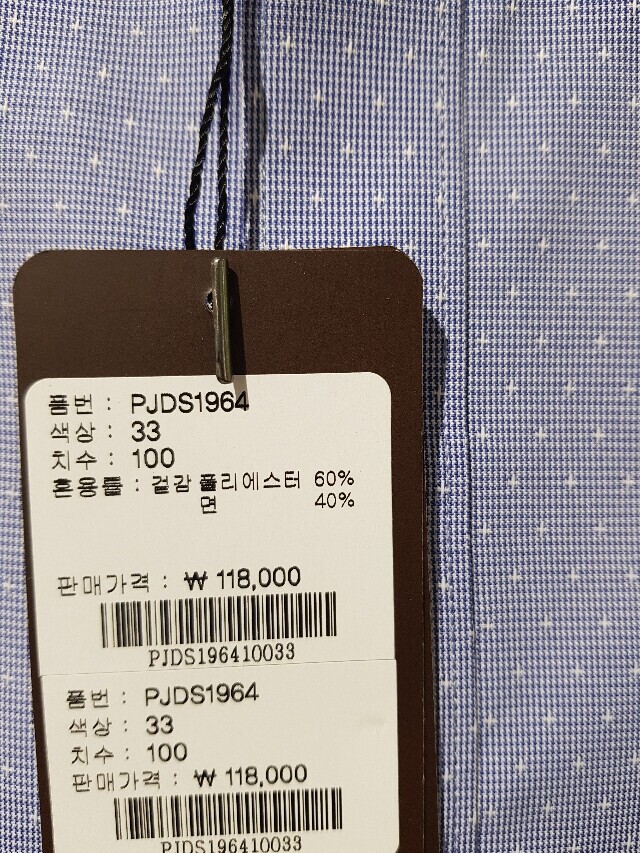 품번 : PJDS1964
색상 : 33
치수 : 100
혼용률 : 겉감 폴리에스터 60%
면 40%
판매가격 : ₩ 118,000
PJDS196410033
품번 : PJDS1964
색상 : 33
치수 : 100
판매가격 : ₩ 118,000
PJDS196410033